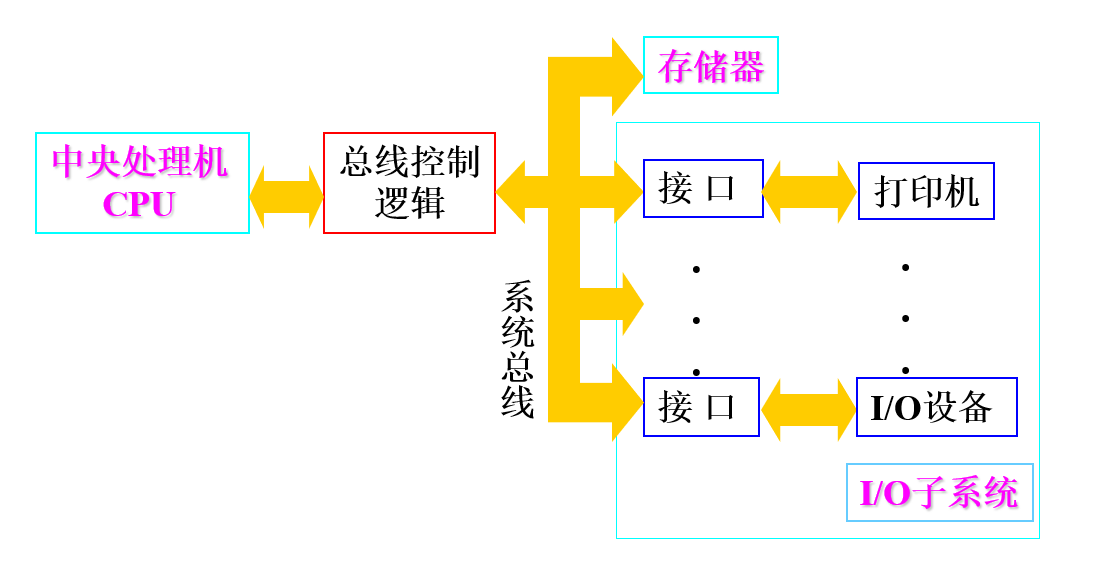 存储器
中央处理机
CPU
总线控制
逻辑
接 口
打印机
系统总线
接 口
I/O设备
I/O子系统